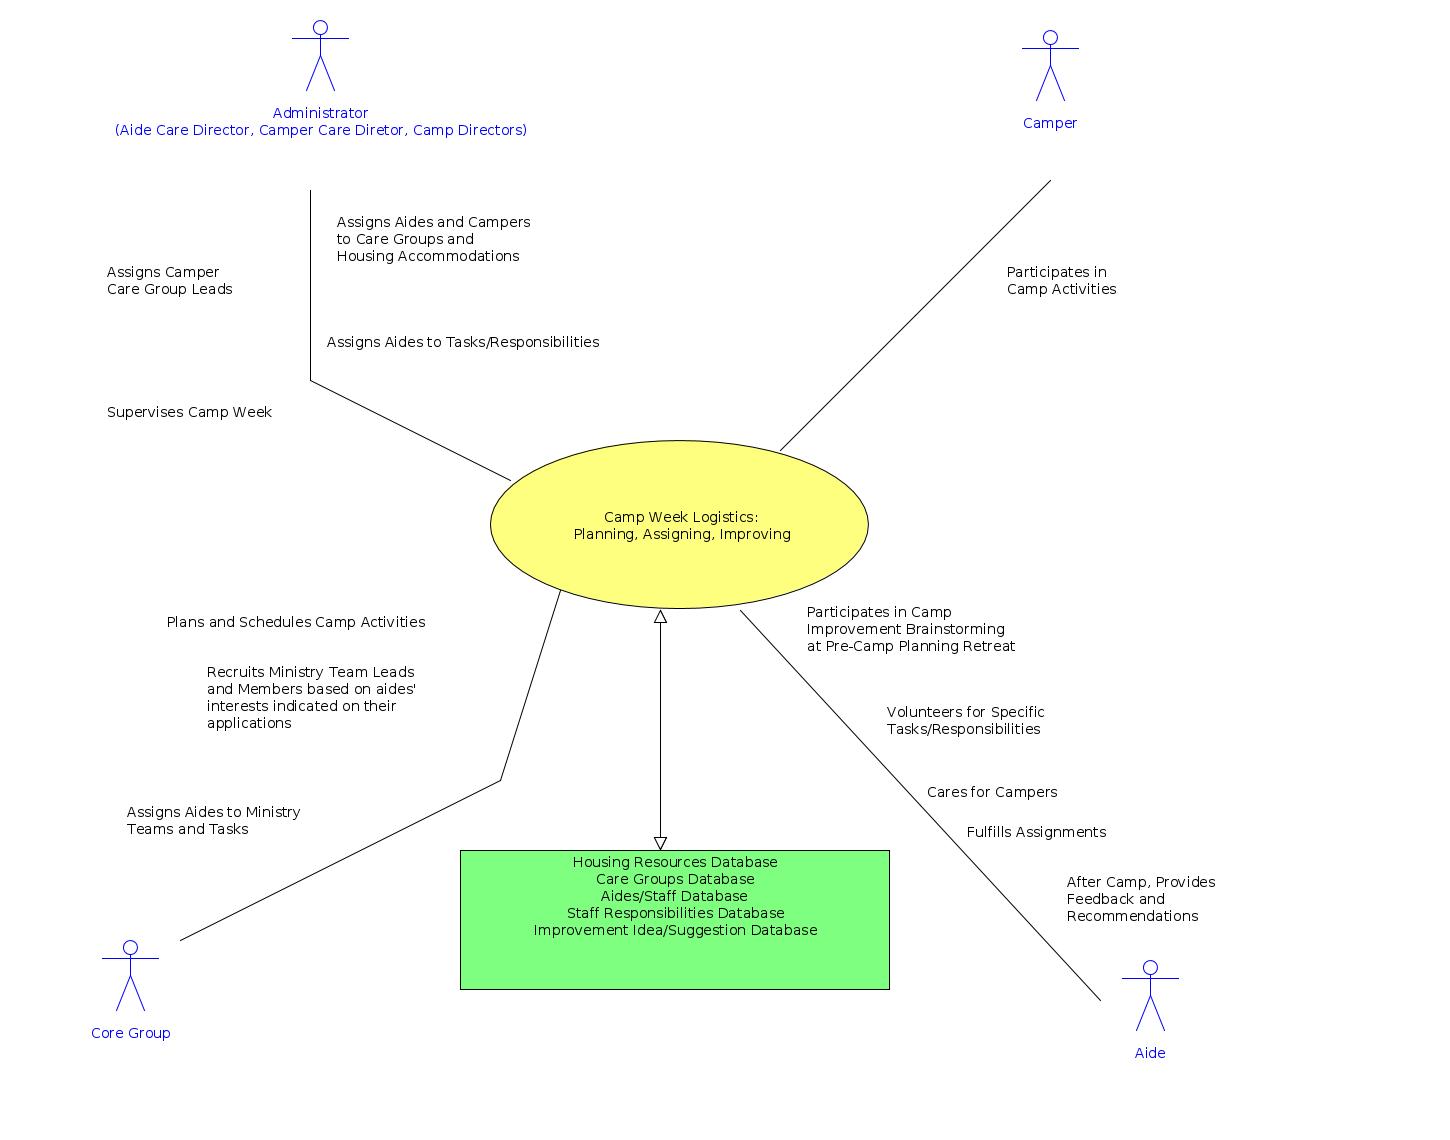 Administrator
(Aide Care Director, Camper Care Diretor, Camp Directors)
Camper
Assigns Aides and Campers
to Care Groups and
Housing Accommodations
Assigns Camper
Care Group Leads
Participates in
Camp Activities
Assigns Aides to Tasks/Responsibilities
Supervises Camp Week
Camp Week Logistics:
Planning, Assigning, Improving
Plans and Schedules Camp Activities
Participates in Camp
Improvement Brainstorming
at Pre-Camp Planning Retreat
Recruits Ministry Team Leads
and Members based on aides'
interests indicated on their
applications
Volunteers for Specific
Tasks/Responsibilities
Cares for Campers
Assigns Aides to Ministry
Teams and Tasks
Fulfills Assignments
Housing Resources Database
Care Groups Database
Aides/Staff Database
Staff Responsibilities Database
Improvement Idea/Suggestion Database
After Camp, Provides
Feedback and
Recommendations
Core Group
Aide